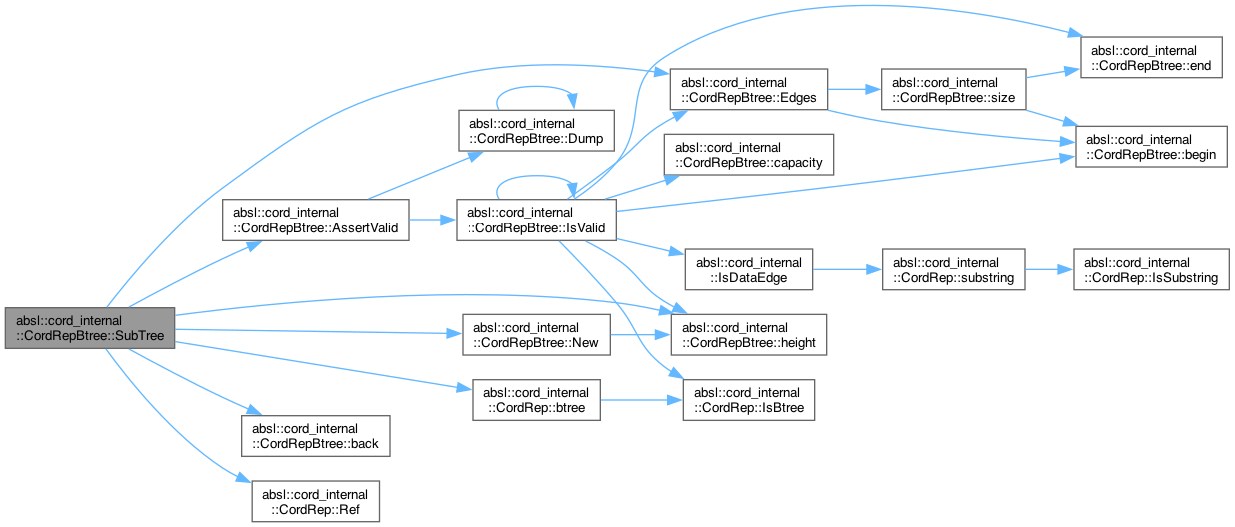 absl::cord_internal
::CordRepBtree::SubTree
absl::cord_internal
::CordRepBtree::AssertValid
absl::cord_internal
::CordRepBtree::back
absl::cord_internal
::CordRep::Ref
absl::cord_internal
::CordRepBtree::Dump
absl::cord_internal
::CordRepBtree::IsValid
absl::cord_internal
::CordRepBtree::New
absl::cord_internal
::CordRep::btree
absl::cord_internal
::CordRepBtree::Edges
absl::cord_internal
::CordRepBtree::capacity
absl::cord_internal
::IsDataEdge
absl::cord_internal
::CordRepBtree::height
absl::cord_internal
::CordRep::IsBtree
absl::cord_internal
::CordRepBtree::size
absl::cord_internal
::CordRep::substring
absl::cord_internal
::CordRepBtree::end
absl::cord_internal
::CordRepBtree::begin
absl::cord_internal
::CordRep::IsSubstring